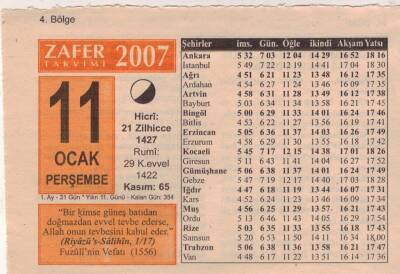 4. Bölge
ZAFER
TAKVİMİ
2007
11
OCAK
PERŞEMBE
Hicrî:
21 Zilhicce
1427
Rumî:
29 K.evvel
1422
Kasım: 65
1. Ay - 31 Gün * Yılın 11. Günü - Kalan Gün: 354
"Bir kimse güneş batıdan
doğmazdan evvel tevbe ederse,
Allah onun tevbesini kabul eder."
(Riyâzü's-Sâlihîn, 1/17)
Fuzûlî'nin Vefatı (1556)
Şehirler ims. Gün. Öğle ikindi Akşam Yatsı
Ankara 5 32 7 03 12 04 14 29 16 52 18 16
İstanbul 5 49 7 22 12 19 14 41 17 04 18 30
Ağrı 4 51 6 21 11 23 13 48 16 12 17 35
Ardahan 4 54 6 27 11 24 13 46 16 09 17 35
Artvin 4 58 6 31 11 28 13 49 16 12 17 38
Bayburt 5 03 6 34 11 34 13 58 16 21 17 45
Bingöl 5 00 6 29 11 33 14 01 16 24 17 46
Bitlis 4 53 6 22 11 27 13 56 16 19 17 40
Erzincan 5 05 6 36 11 37 14 03 16 26 17 49
Erzurum 4 58 6 29 11 30 13 55 16 18 17 42
Kocaeli 5 45 7 17 12 15 14 38 17 01 18 26
Giresun 5 11 6 43 11 41 14 04 16 27 17 52
Gümüşhane 5 06 6 38 11 37 14 01 16 24 17 49
Gebze 5 47 7 19 12 17 14 40 17 03 18 28
Iğdır 4 47 6 18 11 19 13 44 16 07 17 31
Kars 4 52 6 24 11 23 13 46 16 09 17 34
Muş 4 56 6 25 11 29 13 57 16 21 17 43
Ordu 5 13 6 46 11 43 14 05 16 29 17 54
Rize 5 03 6 35 11 33 13 55 16 18 17 43
Samsun 5 20 6 53 11 50 14 11 16 34 18,00
Trabzon 5 06 6 38 11 36 13 58 16 21 17 47
Van 4 48 6 17 11 22 13 51 16 14 17 36